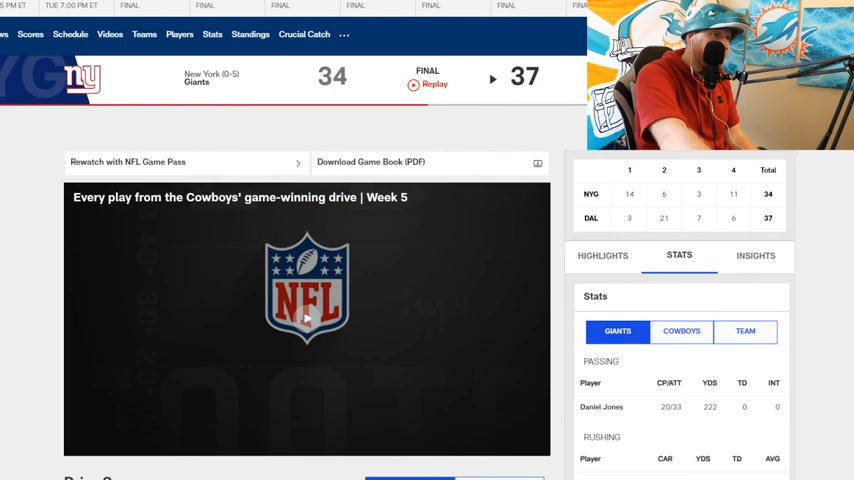 5 PM ET TUE 7:00 PM ET FINAL FINAL FINAL FINAL FINAL FINAL FINA
ws Scores Schedule Videos Teams Players Stats Standings Crucial Catch ...
YG ny New York (0-5) 34 FINAL 37
Giants Replay
Rewatch with NFL Game Pass Download Game Book (PDF)
Every play from the Cowboys' game-winning drive | Week 5
NFL
1 2 3 4 Total
NYG 14 6 3 11 34
DAL 3 21 7 6 37
HIGHLIGHTS STATS INSIGHTS
Stats
GIANTS COWBOYS TEAM
PASSING
Player CP/ATT YDS TD INT
Daniel Jones 20/33 222 0 0
RUSHING
Player CAR YDS TD AVG